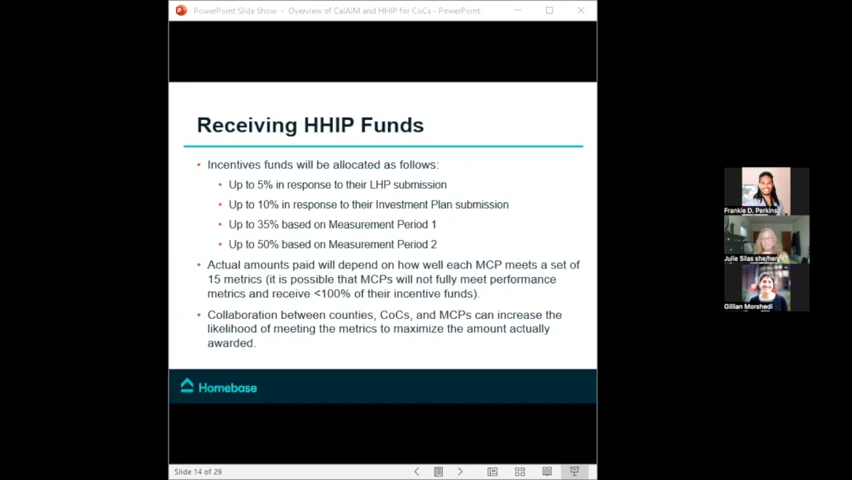 PowerPoint Slide Show - Overview of CalAIM and HHIP for CoCs - PowerPoint
Receiving HHIP Funds
• Incentives funds will be allocated as follows:
• Up to 5% in response to their LHP submission
• Up to 10% in response to their Investment Plan submission
• Up to 35% based on Measurement Period 1
• Up to 50% based on Measurement Period 2
• Actual amounts paid will depend on how well each MCP meets a set of
15 metrics (it is possible that MCPs will not fully meet performance
metrics and receive <100% of their incentive funds).
• Collaboration between counties, CoCs, and MCPs can increase the
likelihood of meeting the metrics to maximize the amount actually
awarded.
Homebase
Slide 14 of 29
Frankie D. Perkins
Julie Silas she/her/
Gillian Morshedi